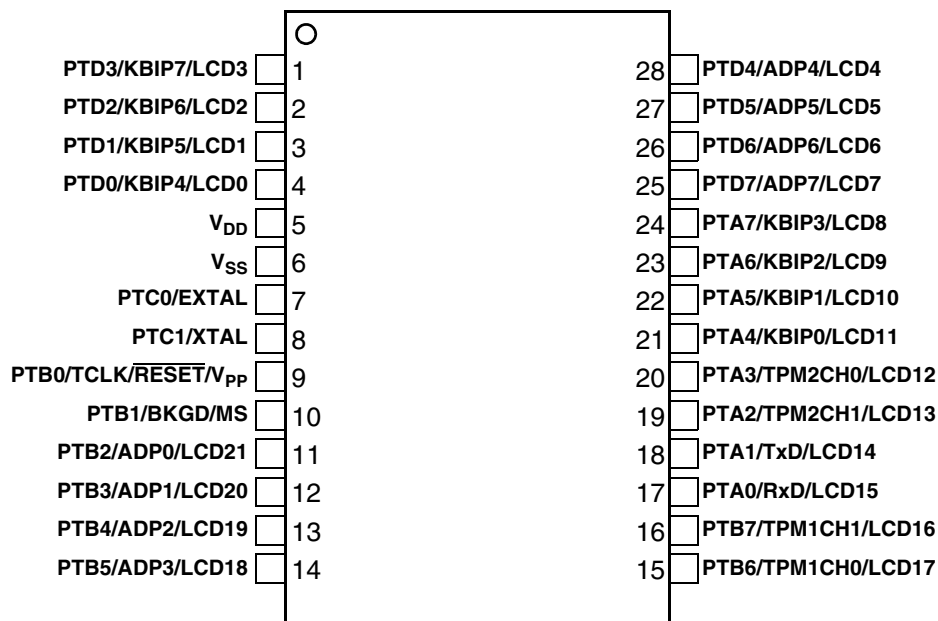 PTD3/KBIP7/LCD3 1 28 PTD4/ADP4/LCD4
PTD2/KBIP6/LCD2 2 27 PTD5/ADP5/LCD5
PTD1/KBIP5/LCD1 3 26 PTD6/ADP6/LCD6
PTD0/KBIP4/LCD0 4 25 PTD7/ADP7/LCD7
VDD 5 24 PTA7/KBIP3/LCD8
VSS 6 23 PTA6/KBIP2/LCD9
PTC0/EXTAL 7 22 PTA5/KBIP1/LCD10
PTC1/XTAL 8 21 PTA4/KBIP0/LCD11
PTB0/TCLK/RESET/VPP 9 20 PTA3/TPM2CH0/LCD12
PTB1/BKGD/MS 10 19 PTA2/TPM2CH1/LCD13
PTB2/ADP0/LCD21 11 18 PTA1/TxD/LCD14
PTB3/ADP1/LCD20 12 17 PTA0/RxD/LCD15
PTB4/ADP2/LCD19 13 16 PTB7/TPM1CH1/LCD16
PTB5/ADP3/LCD18 14 15 PTB6/TPM1CH0/LCD17